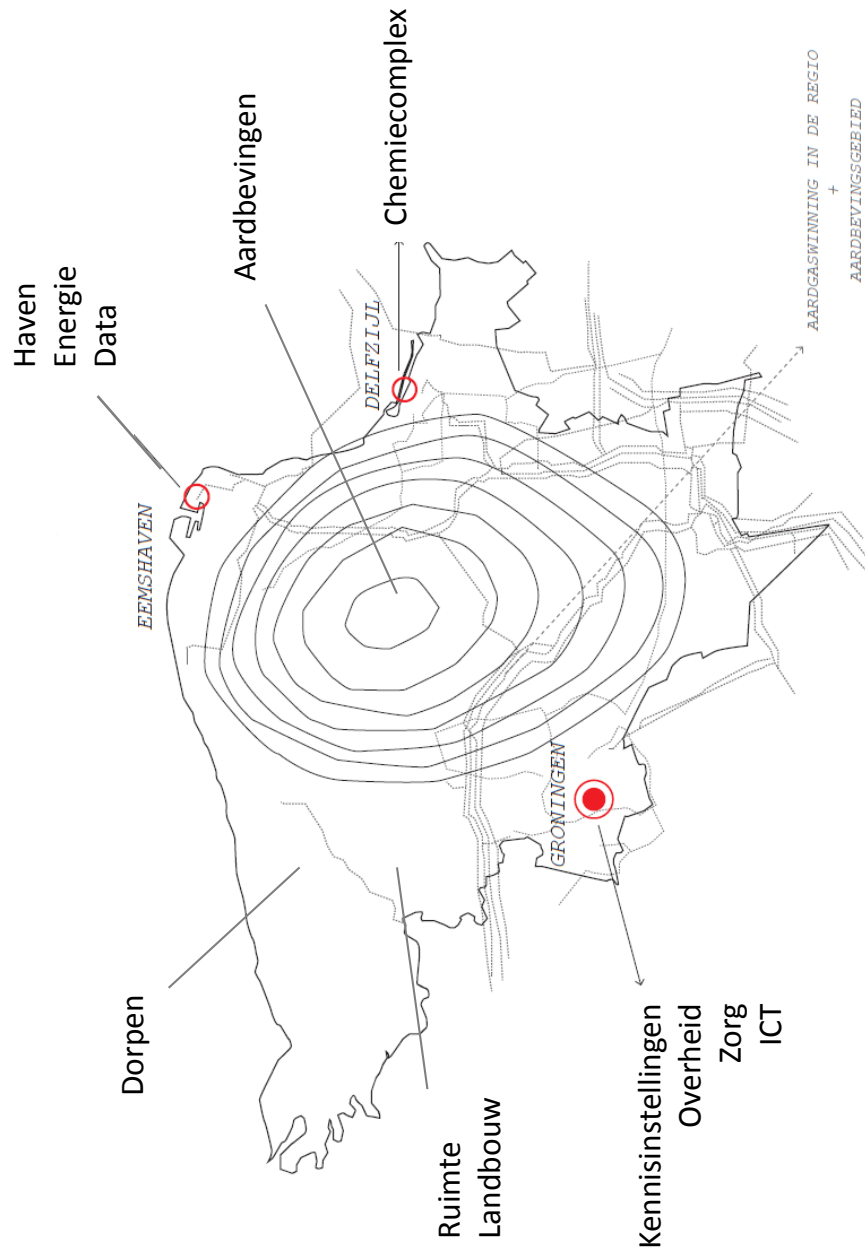 Haven
Energie
Data
Aardbevingen
Chemiecomplex
EEMSHAVEN
DELFZIJL
Dorpen
Ruimte
Landbouw
GRONINGEN
Kennisinstellingen
Overheid
Zorg
ICT
AARDGASWINNING IN DE REGIO
+
AARDBEVINGSGEBIED